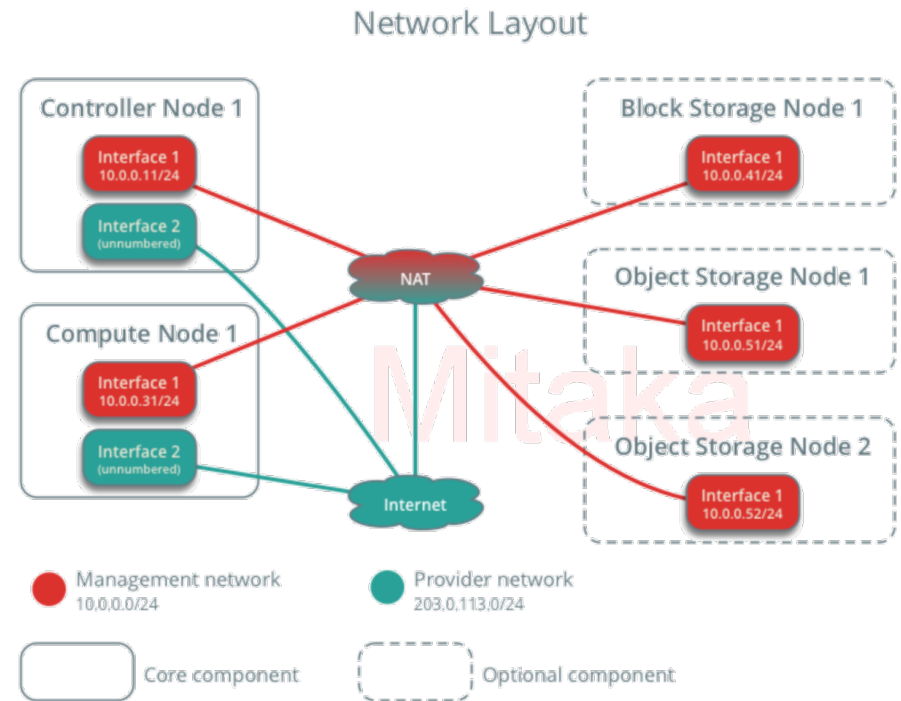 Network Layout
Controller Node 1
Interface 1
10.0.0.11/24
Interface 2
(unnumbered)
Compute Node 1
Interface 1
10.0.0.31/24
Interface 2
(unnumbered)
NAT
Internet
Block Storage Node 1
Interface 1
10.0.0.41/24
Object Storage Node 1
Interface 1
10.0.0.51/24
Object Storage Node 2
Interface 1
10.0.0.52/24
Mitaka
Management network
10.0.0.0/24
Provider network
203.0.113.0/24
Core component
Optional component